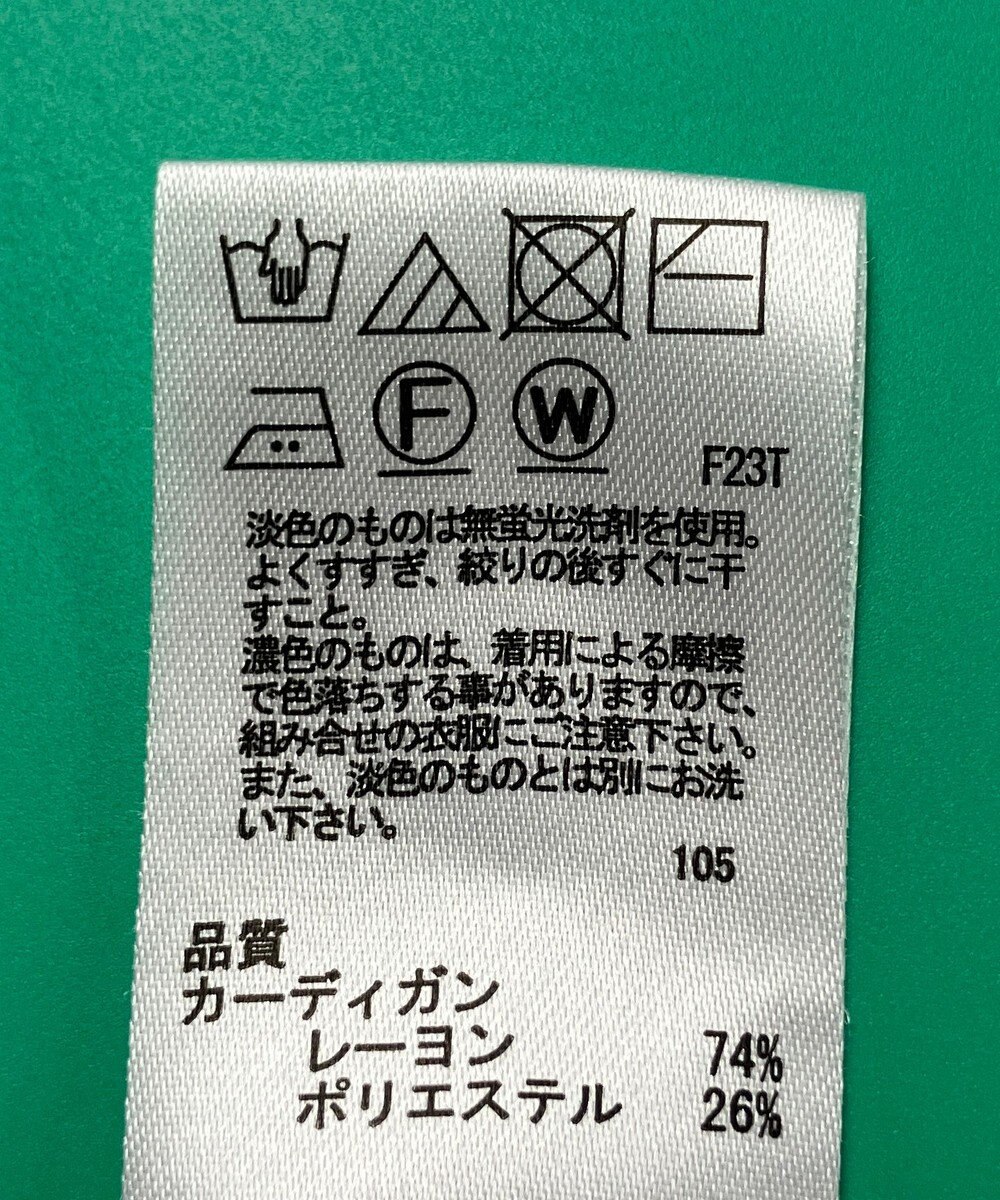 F
W
F23T
淡色のものは無蛍光洗剤を使用。
よくすすぎ、絞りの後すぐに干
すこと。
濃色のものは、着用による摩擦
で色落ちする事がありますので、
組み合せの衣服にご注意下さい。
また、淡色のものとは別にお洗
い下さい。
105
品質
カーディガン
レーヨン 74%
ポリエステル 26%